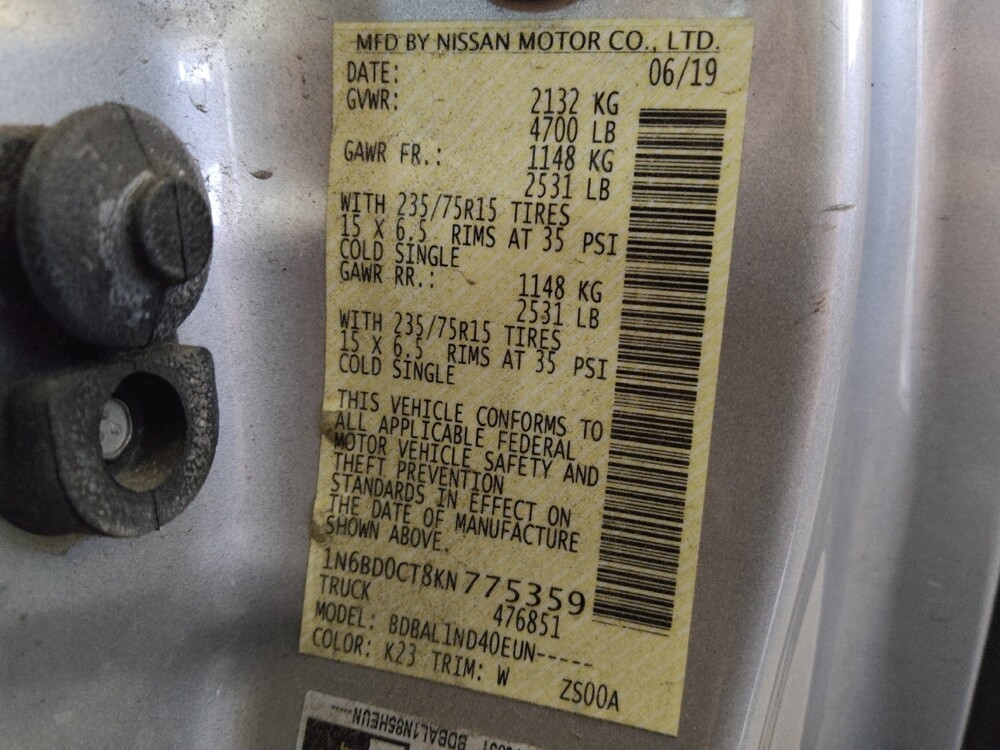 MFD BY NISSAN MOTOR CO., LTD.
DATE: 06/19
GVWR: 2132 KG
4700 LB
GAWR FR.: 1148 KG
2531 LB
WITH 235/75R15 TIRES
15 X 6.5 RIMS AT 35 PSI
COLD SINGLE
GAWR RR.: 1148 KG
2531 LB
WITH 235/75R15 TIRES
15 X 6.5 RIMS AT 35 PSI
COLD SINGLE
THIS VEHICLE CONFORMS TO
ALL APPLICABLE FEDERAL
MOTOR VEHICLE SAFETY AND
THEFT PREVENTION
STANDARDS IN EFFECT ON
THE DATE OF MANUFACTURE
SHOWN ABOVE.
1N6BD0CT8KN775359
TRUCK 476851
MODEL: BDBAL1ND40EUN-----
COLOR: K23 TRIM: W ZS00A
BDBAL1N85HEUN